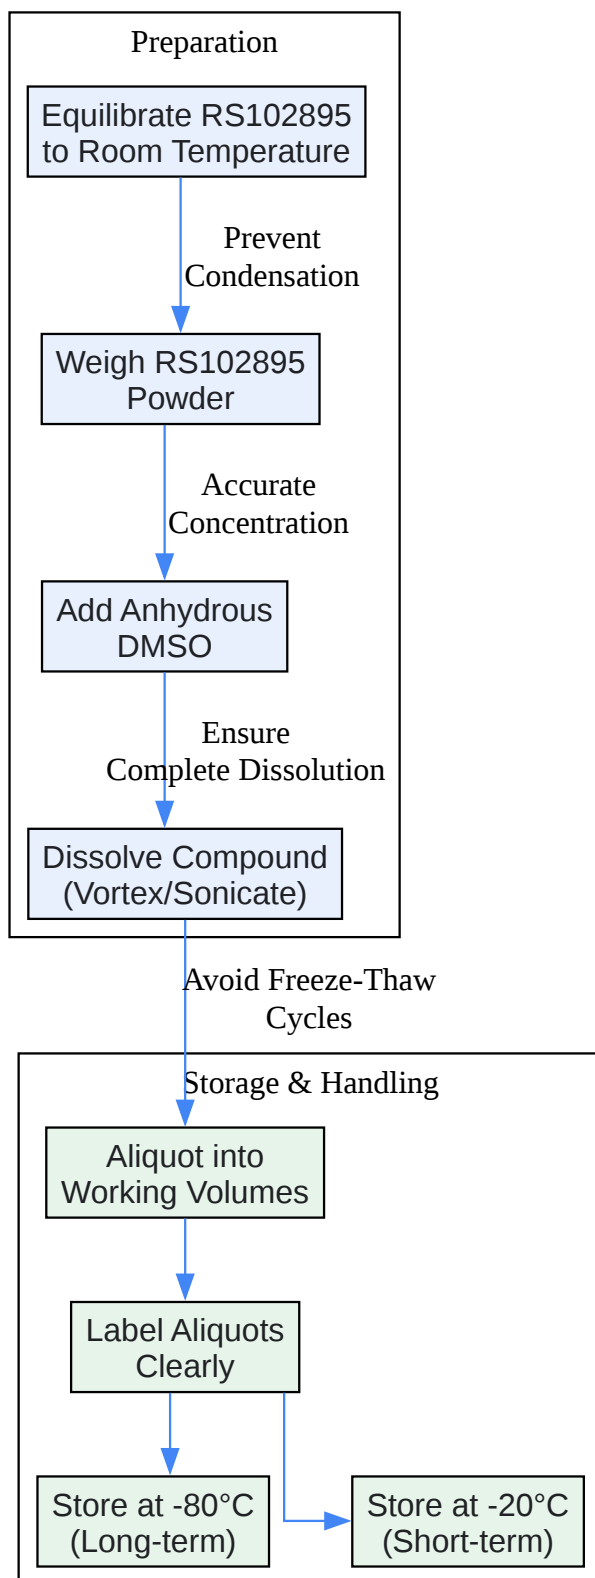 Preparation
Equilibrate RS102895
to Room Temperature
Prevent
Condensation
Weigh RS102895
Powder
Accurate
Concentration
Add Anhydrous
DMSO
Ensure
Complete Dissolution
Dissolve Compound
(Vortex/Sonicate)
Avoid Freeze-Thaw
Cycles
Storage & Handling
Aliquot into
Working Volumes
Label Aliquots
Clearly
Store at -80°C
(Long-term)
Store at -20°C
(Short-term)